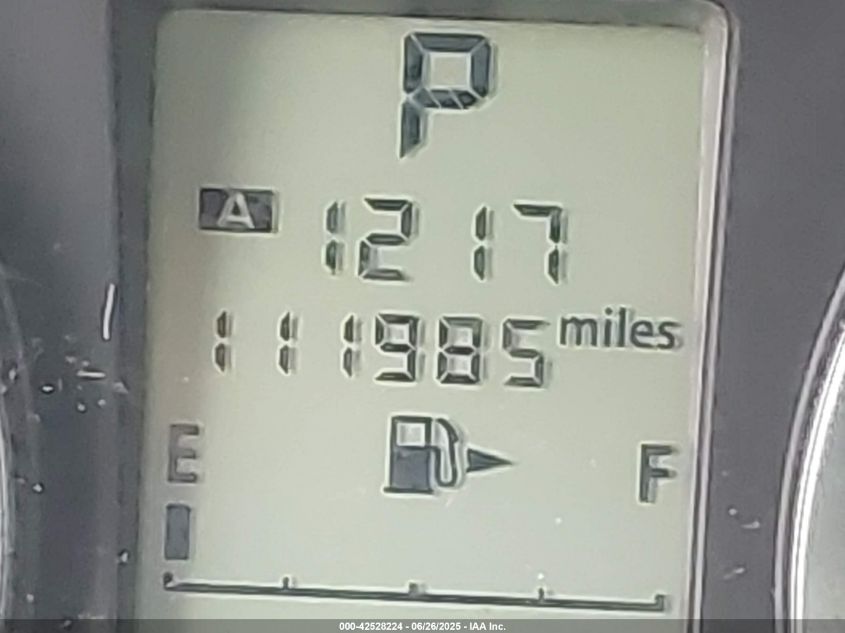 P
A 1217
111985 miles
E F
000-42528224 - 06/26/2025 - IAA Inc.